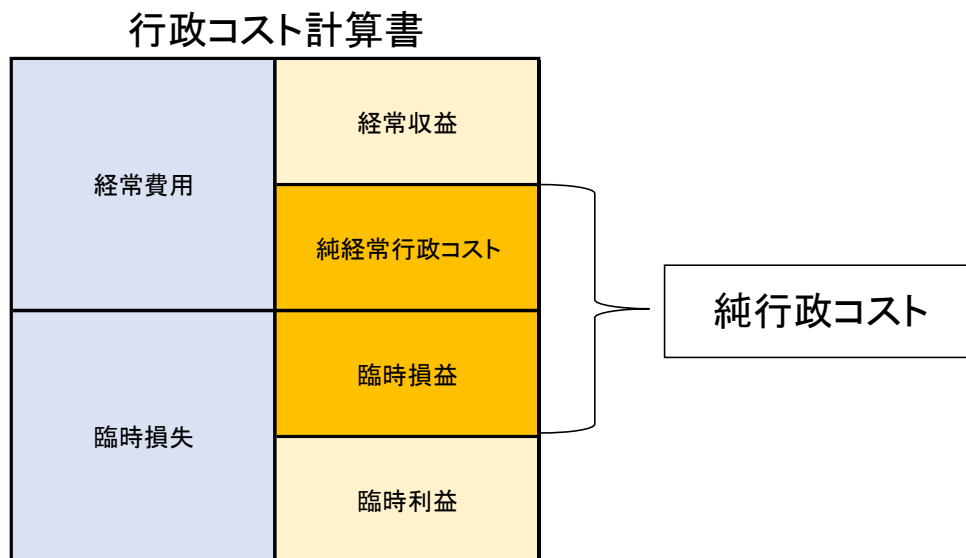 行政コスト計算書
経常費用
経常収益
純経常行政コスト
臨時損失
臨時損益
臨時利益
純行政コスト